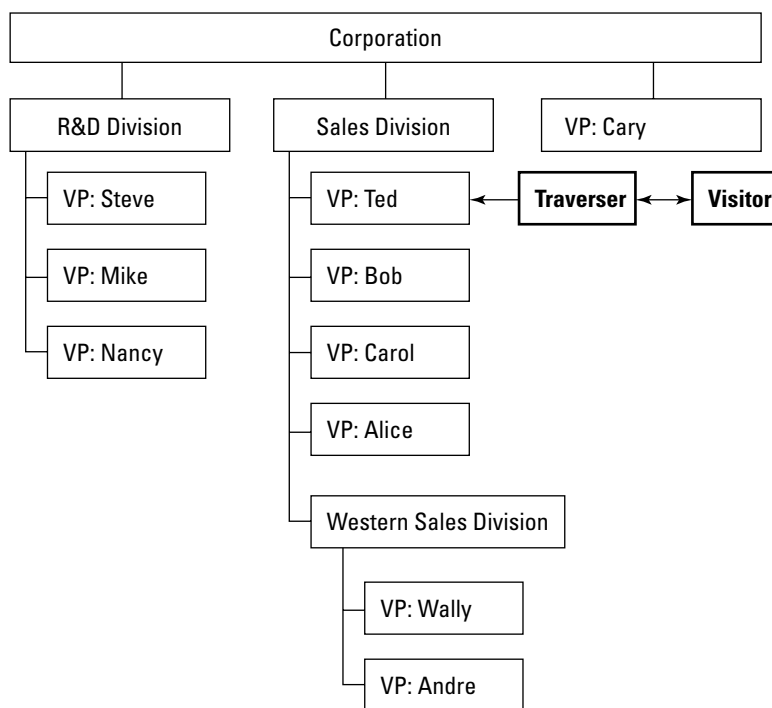 Corporation
R&D Division
Sales Division
VP: Cary
VP: Steve
VP: Ted
Traverser
Visitor
VP: Mike
VP: Bob
VP: Nancy
VP: Carol
VP: Alice
Western Sales Division
VP: Wally
VP: Andre